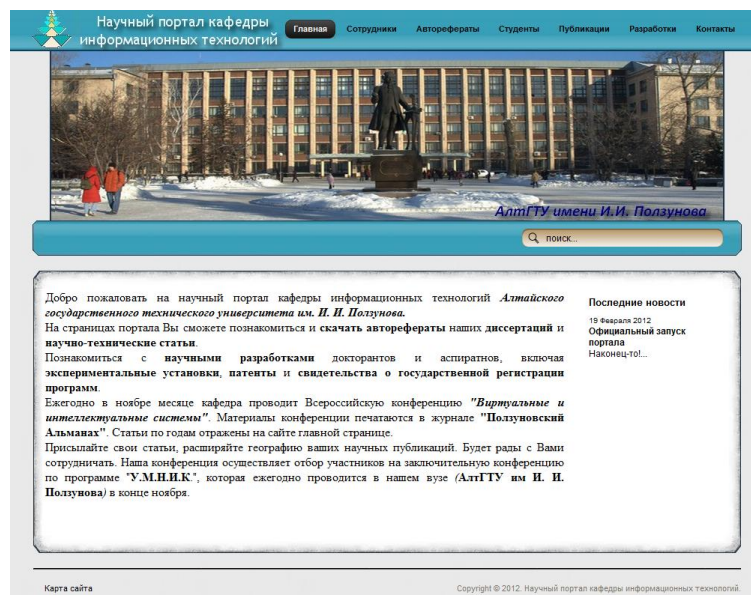 Научный портал кафедры
информационных технологий
Главная Сотрудники Авторефераты Студенты Публикации Разработки Контакты
АлтГТУ имени И.И. Ползунова
поиск...
Добро пожаловать на научный портал кафедры информационных технологий Алтайского
государственного технического университета им. И. И. Ползунова.
На страницах портала Вы сможете познакомиться и скачать авторефераты наших диссертаций и
научно-технические статьи.
Познакомиться с научными разработками докторантов и аспиратнов, включая
экспериментальные установки, патенты и свидетельства о государственной регистрации
программ.
Ежегодно в ноябре месяце кафедра проводит Всероссийскую конференцию "Виртуальные и
интеллектуальные системы". Материалы конференции печатаются в журнале "Ползуновский
Альманах". Статьи по годам отражены на сайте главной странице.
Присылайте свои статьи, расширяйте географию ваших научных публикаций. Будет рады с Вами
сотрудничать. Наша конференция осуществляет отбор участников на заключительную конференцию
по программе "У.М.Н.И.К.", которая ежегодно проводится в нашем вузе (АлтГТУ им И. И.
Ползунова) в конце ноября.
Последние новости
19 Февраля 2012
Официальный запуск
портала
Наконец-то!...
Карта сайта
Copyright © 2012. Научный портал кафедры информационных технологий.